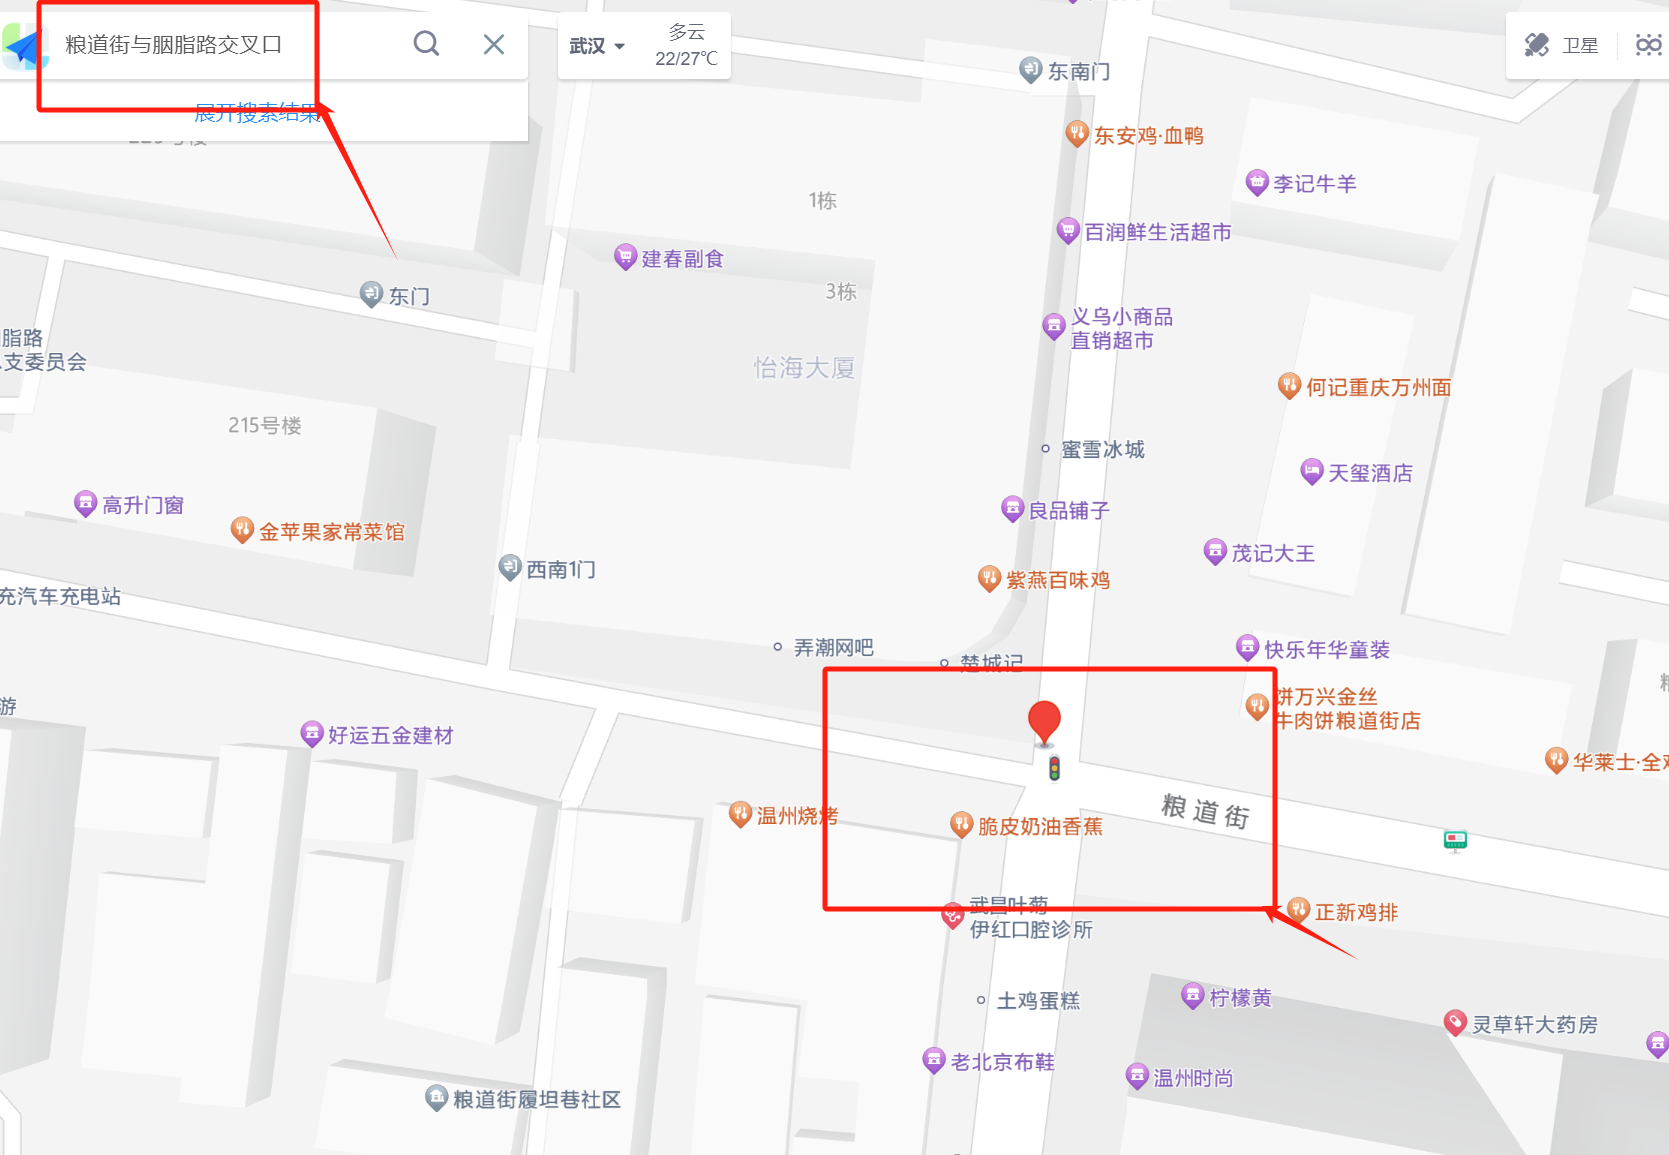 粮道街与胭脂路交叉口
展开搜索结果
武汉
多云
22/27℃
卫星
东南门
东安鸡·血鸭
李记牛羊
1栋
百润鲜生活超市
建春副食
3栋
东门
义乌小商品
直销超市
脂路
支委员会
怡海大厦
何记重庆万州面
215号楼
蜜雪冰城
天玺酒店
高升门窗
良品铺子
金苹果家常菜馆
茂记大王
西南1门
紫燕百味鸡
充汽车充电站
弄潮网吧
楚城记
快乐年华童装
饼万兴金丝
牛肉饼粮道街店
游
好运五金建材
华莱士·全
温州烧烤
粮道街
脆皮奶油香蕉
武昌叶菊
伊红口腔诊所
正新鸡排
土鸡蛋糕
柠檬黄
灵草轩大药房
老北京布鞋
温州时尚
粮道街履坦巷社区